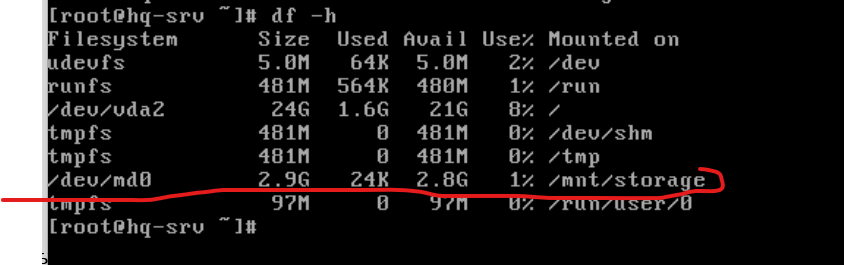 [root@hq-srv ~]# df -h
Filesystem Size Used Avail Use% Mounted on
udevfs 5.0M 64K 5.0M 2% /dev
runfs 481M 564K 480M 1% /run
/dev/vda2 24G 1.6G 21G 8% /
tmpfs 481M 0 481M 0% /dev/shm
tmpfs 481M 0 481M 0% /tmp
/dev/md0 2.9G 24K 2.8G 1% /mnt/storage
tmpfs 97M 0 97M 0% /run/user/0
[root@hq-srv ~]#